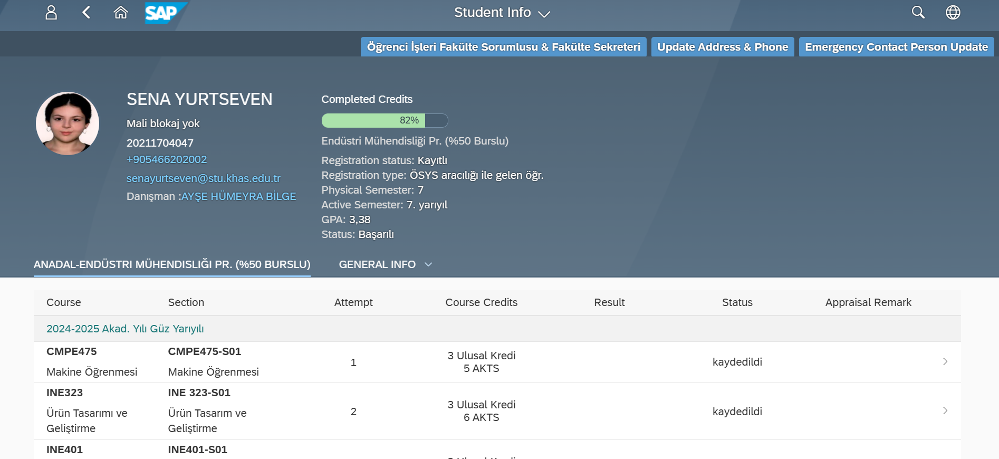 SAP
Student Info
Öğrenci İşleri Fakülte Sorumlusu & Fakülte Sekreteri
Update Address & Phone
Emergency Contact Person Update
SENA YURTSEVEN
Mali blokaj yok
20211704047
+905466202002
senayurtseven@stu.khas.edu.tr
Danışman :AYŞE HÜMEYRA BİLGE
Completed Credits
82%
Endüstri Mühendisliği Pr. (%50 Burslu)
Registration status: Kayıtlı
Registration type: ÖSYS aracılığı ile gelen öğr.
Physical Semester: 7
Active Semester: 7. yarıyıl
GPA: 3,38
Status: Başarılı
ANADAL-ENDÜSTRI MÜHENDISLIĞI PR. (%50 BURSLU)
GENERAL INFO
Course Section Attempt Course Credits Result Status Appraisal Remark
2024-2025 Akad. Yılı Güz Yarıyılı
CMPE475
Makine Öğrenmesi
CMPE475-S01
Makine Öğrenmesi
1
3 Ulusal Kredi
5 AKTS
kaydedildi
INE323
Ürün Tasarımı ve
Geliştirme
INE 323-S01
Ürün Tasarım ve
Geliştirme
2
3 Ulusal Kredi
6 AKTS
kaydedildi
INE401
INE401-S01